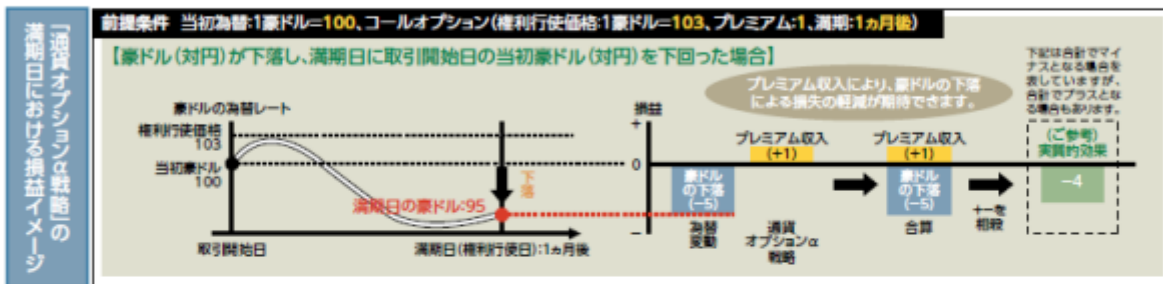 「通貨オプションα戦略」の
満期日における損益イメージ
前提条件 当初為替:1豪ドル=100、コールオプション(権利行使価格:1豪ドル=103、プレミアム:1、満期:1ヵ月後)
【豪ドル(対円)が下落し、満期日に取引開始日の当初豪ドル(対円)を下回った場合】
豪ドルの為替レート
権利行使価格
103
当初豪ドル
100
満期日の豪ドル:95
下落
取引開始日
満期日(権利行使日):1ヵ月後
プレミアム収入により、豪ドルの下落
による損失の軽減が期待できます。
損益
+
0
−
プレミアム収入
(+1)
豪ドル
の下落
(−5)
為替
変動
通貨
オプションα
戦略
プレミアム収入
(+1)
豪ドル
の下落
(−5)
合算
+−を
相殺
下記は合計でマイ
ナスとなる場合を
表していますが、
合計でプラスとな
る場合もあります。
(ご参考)
実質的効果
−4